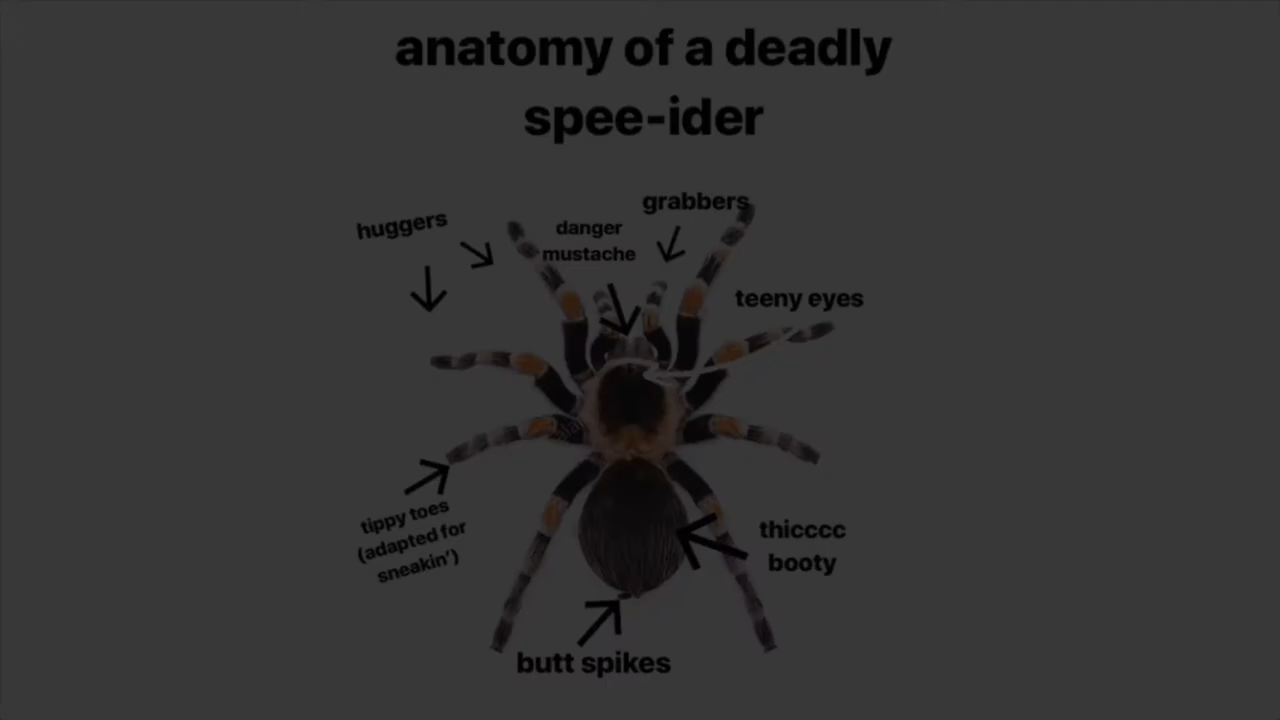 anatomy of a deadly
spee-ider
huggers
danger
mustache
grabbers
teeny eyes
tippy toes
(adapted for
sneakin')
thicccc
booty
butt spikes